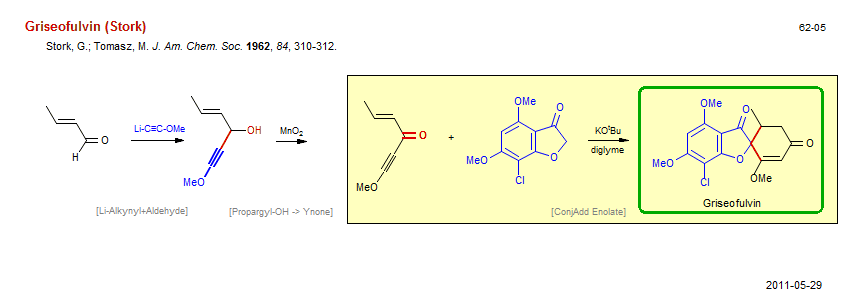 Griseofulvin (Stork)
62-05
Stork, G.; Tomasz, M. J. Am. Chem. Soc. 1962, 84, 310-312.
O
H
Li-C≡C-OMe
OH
MeO
MnO2
O
MeO
+
OMe
O
MeO
O
Cl
KOtBu
diglyme
OMe
O
MeO
O
Cl
O
OMe
Griseofulvin
[Li-Alkynyl+Aldehyde]
[Propargyl-OH -> Ynone]
[ConjAdd Enolate]
2011-05-29